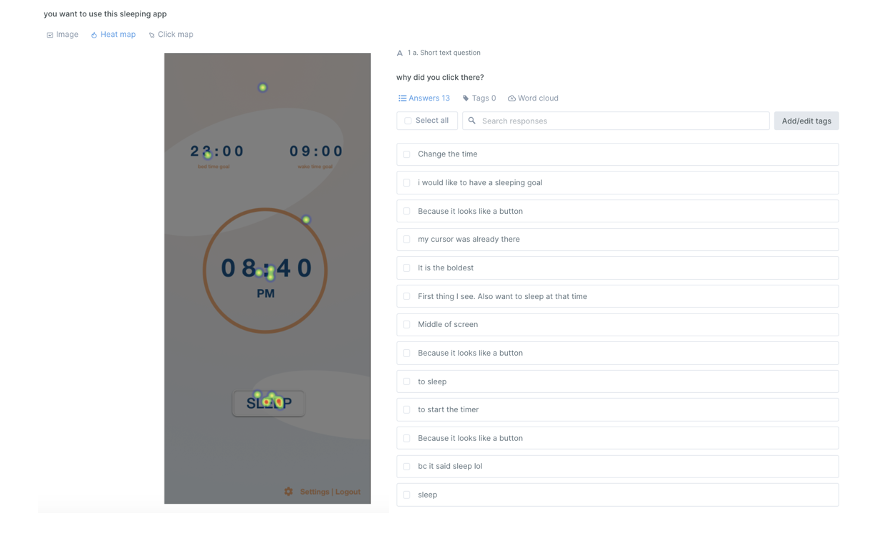 you want to use this sleeping app
Image Heat map Click map
1 a. Short text question
why did you click there?
Answers 13 Tags 0 Word cloud
Select all Search responses Add/edit tags
Change the time
i would like to have a sleeping goal
Because it looks like a button
my cursor was already there
It is the boldest
First thing I see. Also want to sleep at that time
Middle of screen
Because it looks like a button
to sleep
to start the timer
Because it looks like a button
bc it said sleep lol
sleep
23:00 09:00
bed time goal wake time goal
08:40
PM
SLEEP
Settings | Logout